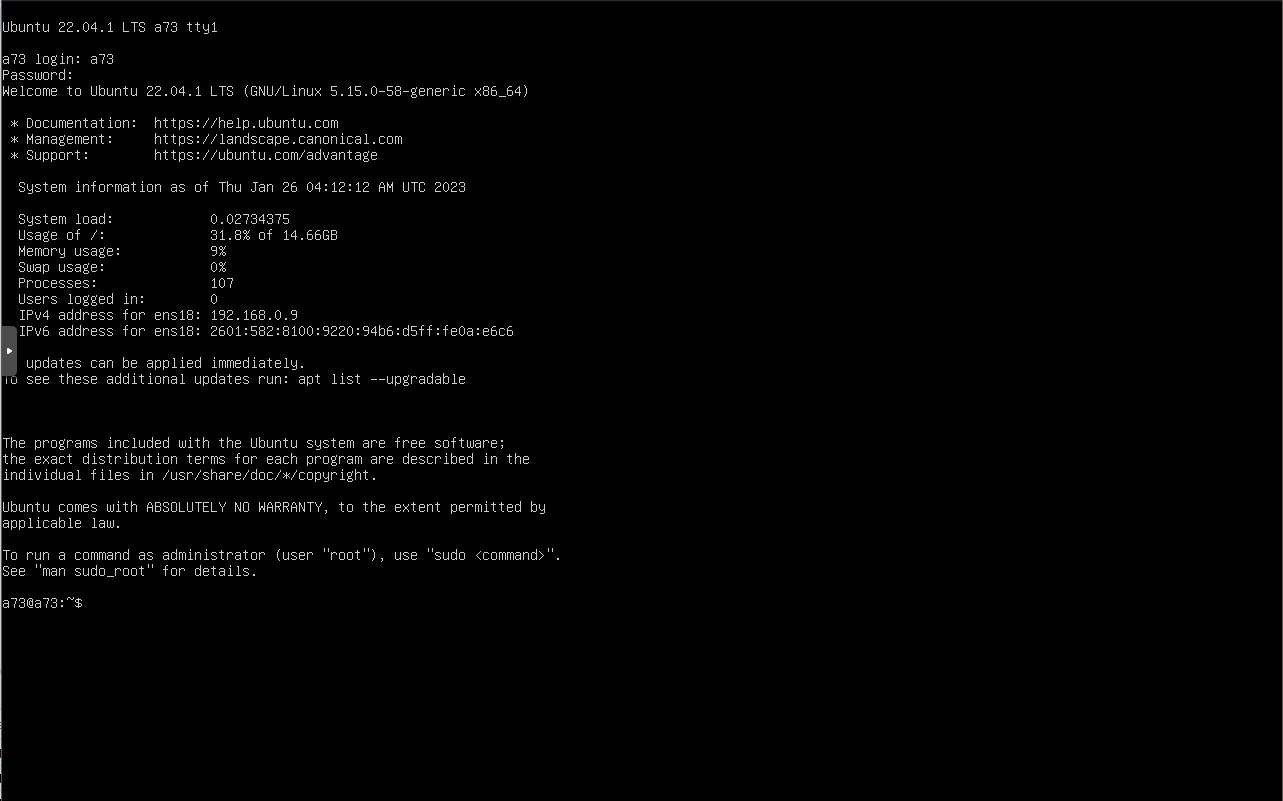 Ubuntu 22.04.1 LTS a73 tty1
a73 login: a73
Password:
Welcome to Ubuntu 22.04.1 LTS (GNU/Linux 5.15.0-58-generic x86_64)
* Documentation:  https://help.ubuntu.com
* Management:     https://landscape.canonical.com
* Support:        https://ubuntu.com/advantage
System information as of Thu Jan 26 04:12:12 AM UTC 2023
System load:            0.02734375
Usage of /:             31.8% of 14.66GB
Memory usage:           9%
Swap usage:             0%
Processes:              107
Users logged in:        0
IPv4 address for ens18: 192.168.0.9
IPv6 address for ens18: 2601:582:8100:9220:94b6:d5ff:fe0a:e6c6
updates can be applied immediately.
To see these additional updates run: apt list --upgradable
The programs included with the Ubuntu system are free software;
the exact distribution terms for each program are described in the
individual files in /usr/share/doc/*/copyright.
Ubuntu comes with ABSOLUTELY NO WARRANTY, to the extent permitted by
applicable law.
To run a command as administrator (user "root"), use "sudo <command>".
See "man sudo_root" for details.
a73@a73:~$